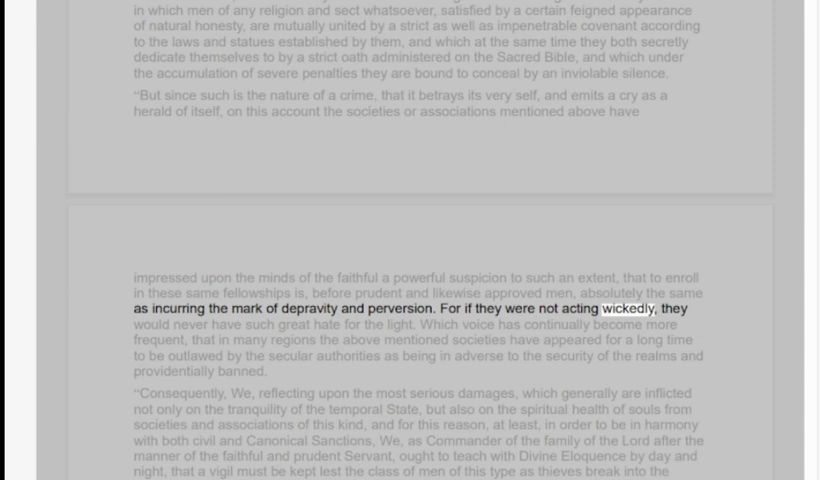 in which men of any religion and sect whatsoever, satisfied by a certain feigned appearance
of natural honesty, are mutually united by a strict as well as impenetrable covenant according
to the laws and statues established by them, and which at the same time they both secretly
dedicate themselves to by a strict oath administered on the Sacred Bible, and which under
the accumulation of severe penalties they are bound to conceal by an inviolable silence.
“But since such is the nature of a crime, that it betrays its very self, and emits a cry as a
herald of itself, on this account the societies or associations mentioned above have
impressed upon the minds of the faithful a powerful suspicion to such an extent, that to enroll
in these same fellowships is, before prudent and likewise approved men, absolutely the same
as incurring the mark of depravity and perversion. For if they were not acting wickedly, they
would never have such great hate for the light. Which voice has continually become more
frequent, that in many regions the above mentioned societies have appeared for a long time
to be outlawed by the secular authorities as being in adverse to the security of the realms and
providentially banned.
“Consequently, We, reflecting upon the most serious damages, which generally are inflicted
not only on the tranquility of the temporal State, but also on the spiritual health of souls from
societies and associations of this kind, and for this reason, at least, in order to be in harmony
with both civil and Canonical Sanctions, We, as Commander of the family of the Lord after the
manner of the faithful and prudent Servant, ought to teach with Divine Eloquence by day and
night, that a vigil must be kept lest the class of men of this type as thieves break into the